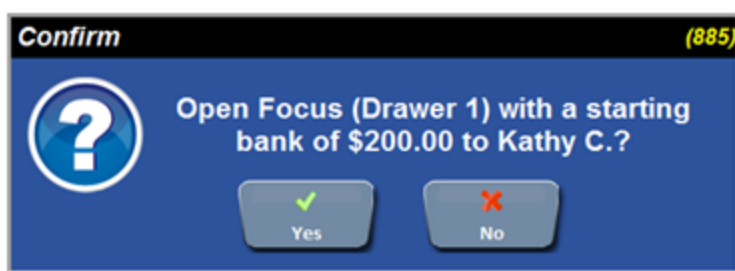 Confirm (885)
Open Focus (Drawer 1) with a starting
bank of $200.00 to Kathy C.?
Yes No